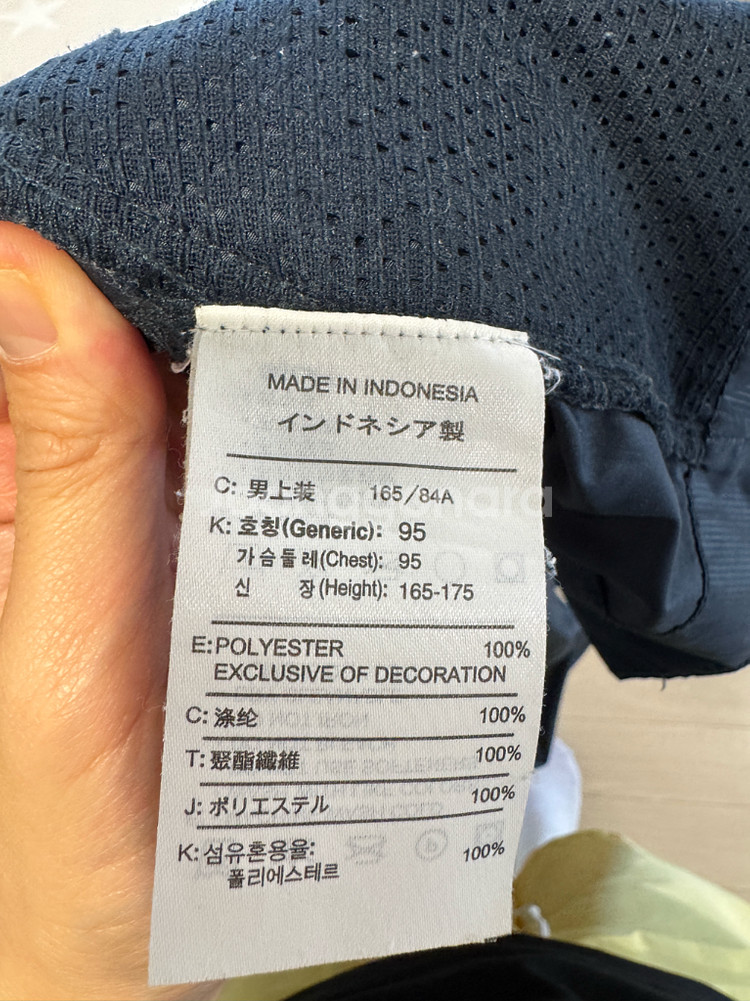 MADE IN INDONESIA
インドネシア製
C: 男上装 165/84A
K: 호칭(Generic): 95
가슴둘레(Chest): 95
신 장(Height): 165-175
E:POLYESTER 100%
EXCLUSIVE OF DECORATION
C: 涤纶 100%
T: 聚酯纖維 100%
J: ポリエステル 100%
K: 섬유혼용율: 100%
폴리에스테르